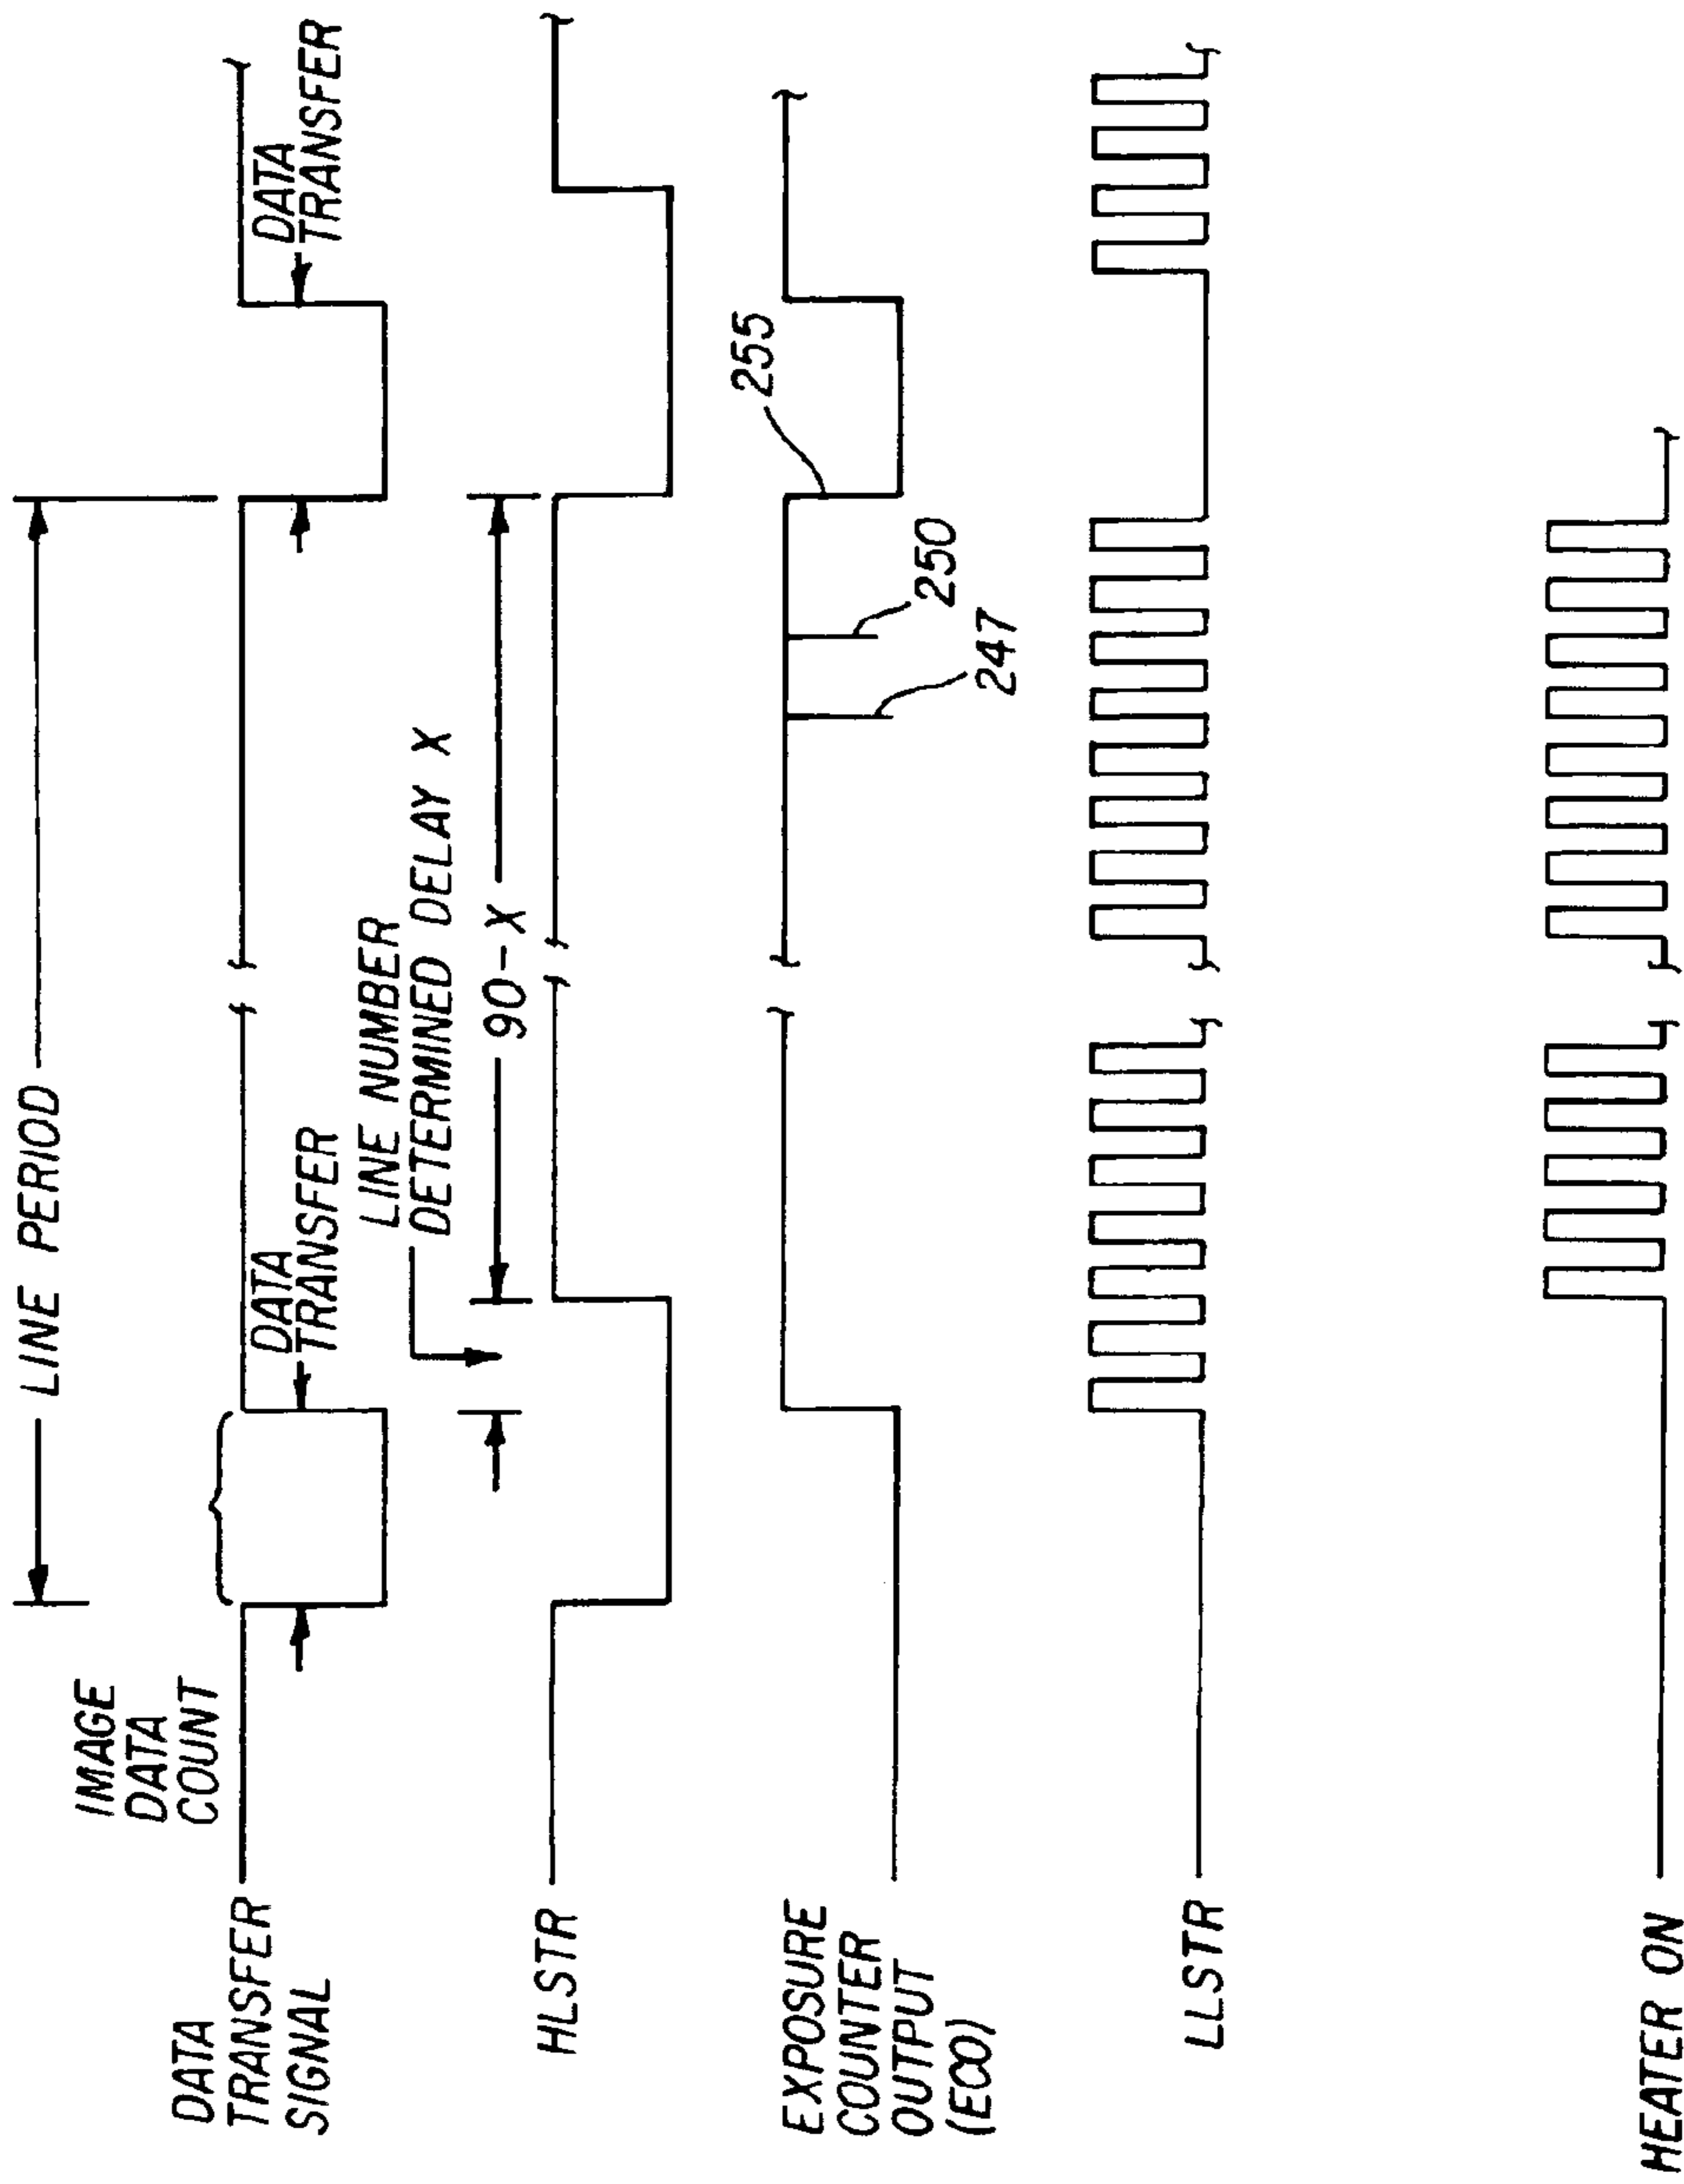 LINE PERIOD
IMAGE
DATA
COUNT
DATA
TRANSFER
SIGNAL
DATA
TRANSFER
DATA
TRANSFER
LINE NUMBER
DETERMINED DELAY X
90-X
HLSTR
EXPOSURE
COUNTER
OUTPUT
(ECO)
255
250
247
LLSTR
HEATER ON